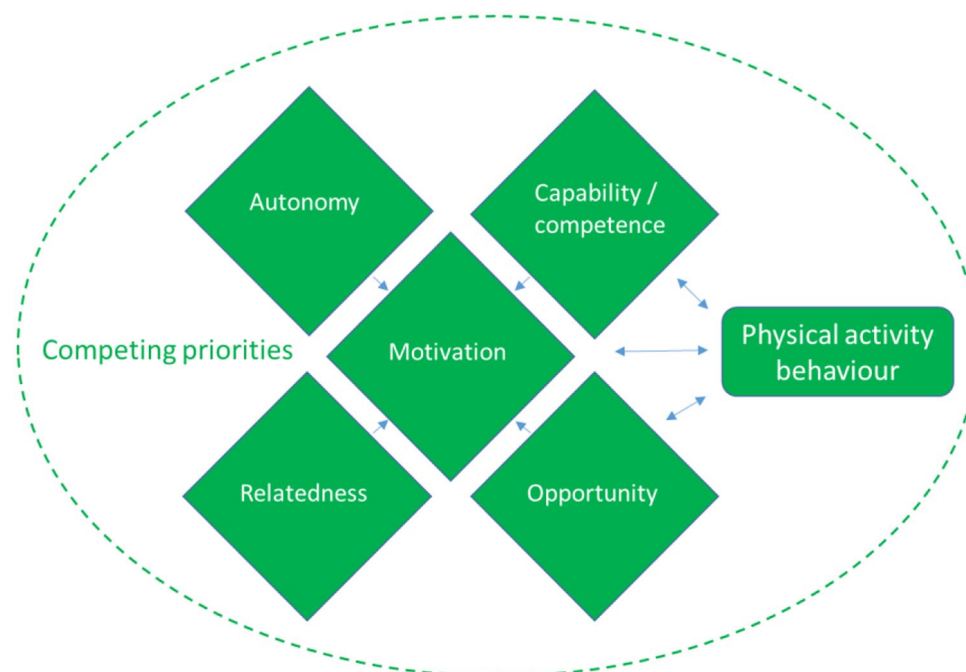 Autonomy
Capability /
competence
Competing priorities
Motivation
Physical activity
behaviour
Relatedness
Opportunity